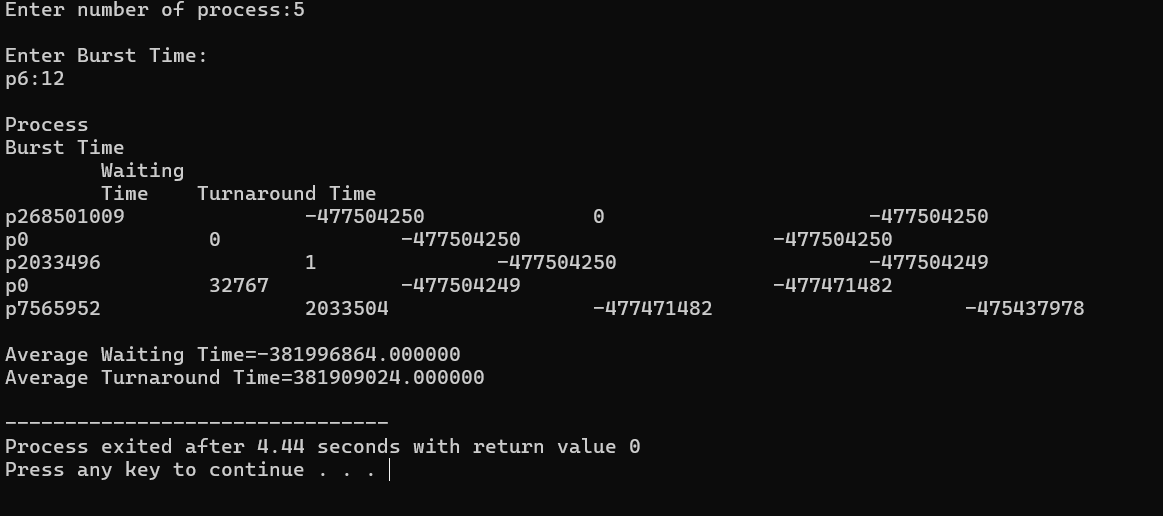 Enter number of process:5
Enter Burst Time:
p6:12
Process
Burst Time
Waiting
Time Turnaround Time
p268501009 -477504250 0 -477504250
p0 0 -477504250 -477504250
p2033496 1 -477504250 -477504249
p0 32767 -477504249 -477471482
p7565952 2033504 -477471482 -475437978
Average Waiting Time=-381996864.000000
Average Turnaround Time=381909024.000000
--------------------------------
Process exited after 4.44 seconds with return value 0
Press any key to continue . . .